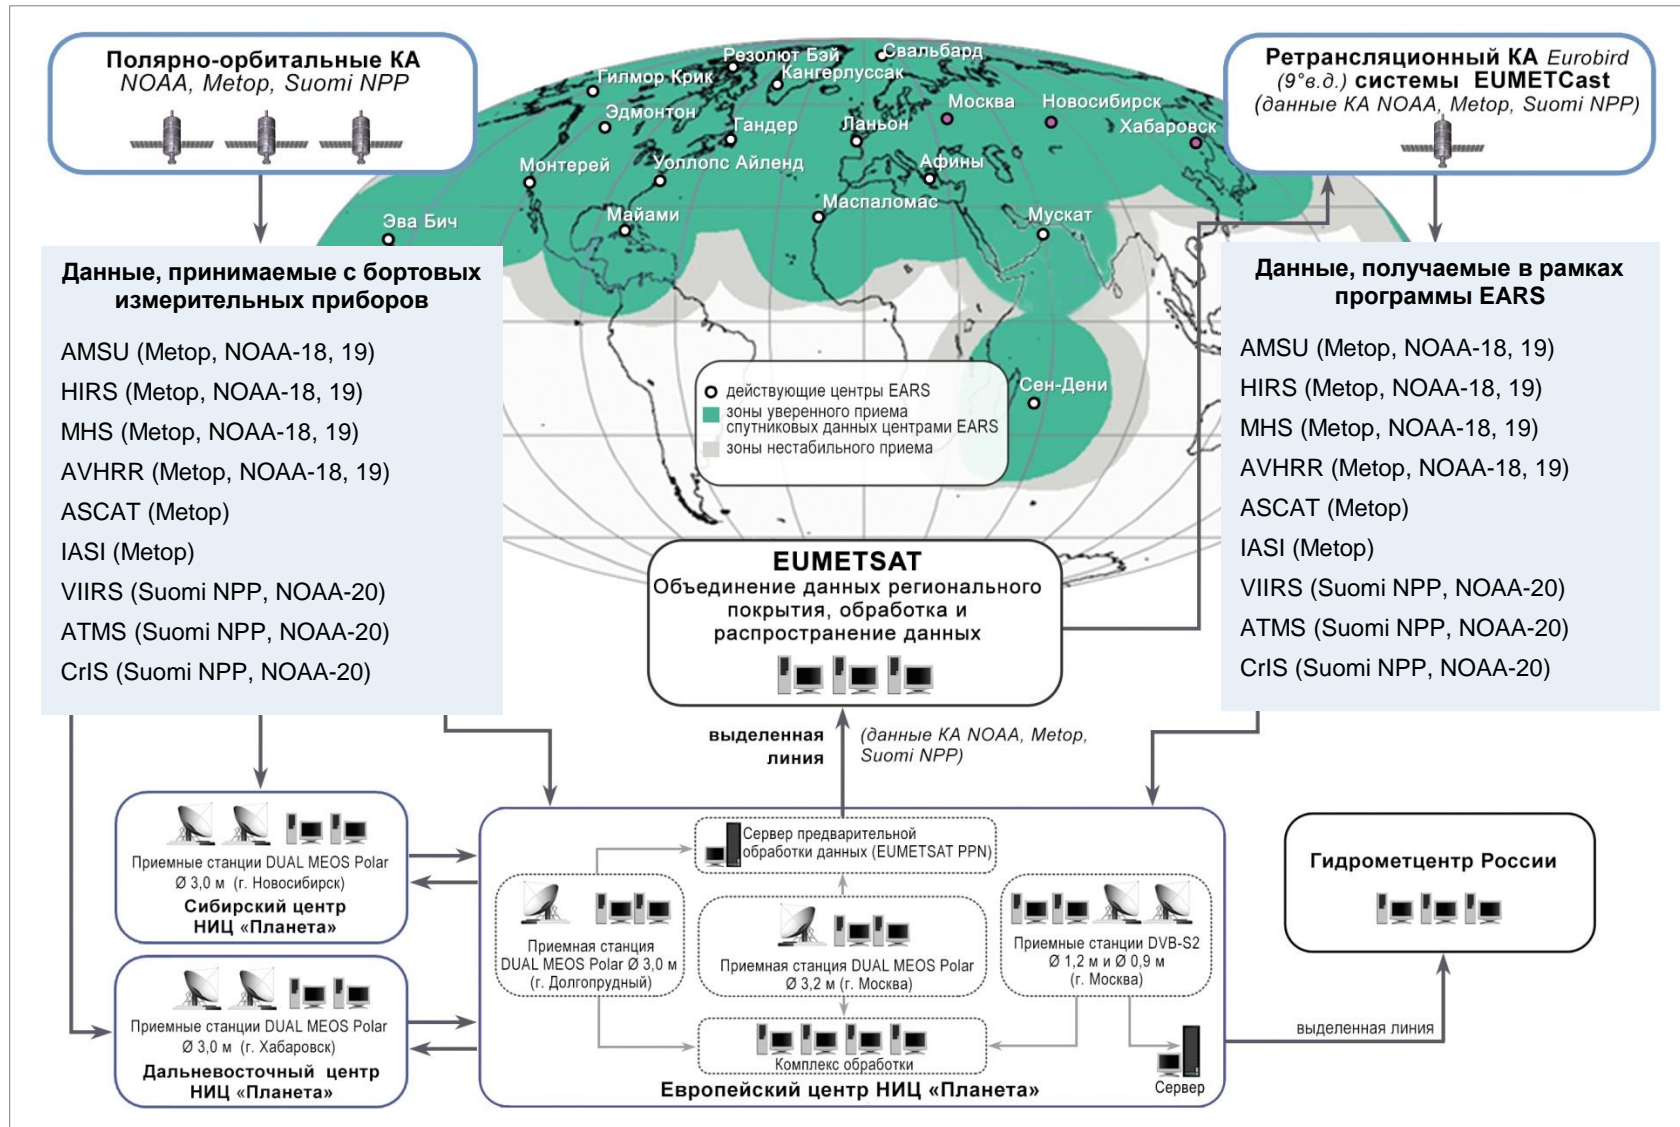 Полярно-орбитальные КА
NOAA, Metop, Suomi NPP
Ретрансляционный КА Eurobird
(9°в.д.) системы EUMETCast
(данные КА NOAA, Metop, Suomi NPP)
Резолют Бэй
Свальбард
Гилмор Крик
Кангерлуссак
Эдмонтон
Гандер
Ланьон
Москва
Новосибирск
Хабаровск
Монтерей
Уоллопс Айленд
Афины
Маспаломас
Майами
Эва Бич
Мускат
Сен-Дени
Данные, принимаемые с бортовых
измерительных приборов
AMSU (Metop, NOAA-18, 19)
HIRS (Metop, NOAA-18, 19)
MHS (Metop, NOAA-18, 19)
AVHRR (Metop, NOAA-18, 19)
ASCAT (Metop)
IASI (Metop)
VIIRS (Suomi NPP, NOAA-20)
ATMS (Suomi NPP, NOAA-20)
CrIS (Suomi NPP, NOAA-20)
действующие центры EARS
зоны уверенного приема
спутниковых данных центрами EARS
зоны нестабильного приема
Данные, получаемые в рамках
программы EARS
AMSU (Metop, NOAA-18, 19)
HIRS (Metop, NOAA-18, 19)
MHS (Metop, NOAA-18, 19)
AVHRR (Metop, NOAA-18, 19)
ASCAT (Metop)
IASI (Metop)
VIIRS (Suomi NPP, NOAA-20)
ATMS (Suomi NPP, NOAA-20)
CrIS (Suomi NPP, NOAA-20)
EUMETSAT
Объединение данных регионального
покрытия, обработка и
распространение данных
выделенная
линия
(данные КА NOAA, Metop,
Suomi NPP)
Приемные станции DUAL MEOS Polar
Ø 3,0 м (г. Новосибирск)
Сибирский центр
НИЦ «Планета»
Приемные станции DUAL MEOS Polar
Ø 3,0 м (г. Хабаровск)
Дальневосточный центр
НИЦ «Планета»
Сервер предварительной
обработки данных (EUMETSAT PPN)
Приемная станция
DUAL MEOS Polar Ø 3,0 м
(г. Долгопрудный)
Приемная станция DUAL MEOS Polar
Ø 3,2 м (г. Москва)
Приемные станции DVB-S2
Ø 1,2 м и Ø 0,9 м
(г. Москва)
Комплекс обработки
Сервер
Европейский центр НИЦ «Планета»
Гидрометцентр России
выделенная линия